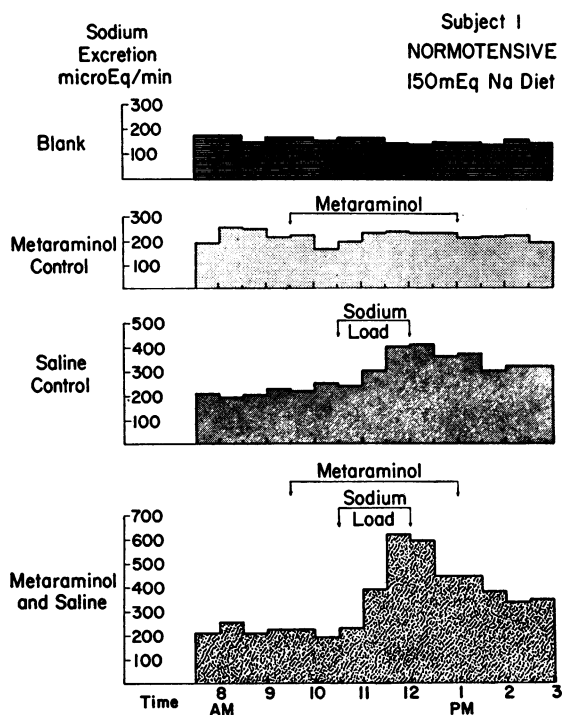 Sodium
Excretion
microEq/min
Subject 1
NORMOTENSIVE
150mEq Na Diet
Blank
300
200
100
Metaraminol
Metaraminol
Control
300
200
100
Sodium
Load
Saline
Control
500
400
300
200
100
Metaraminol
Sodium
Load
Metaraminol
and Saline
700
600
500
400
300
200
100
Time
8 9 10 11 12 1 2 3
AM PM